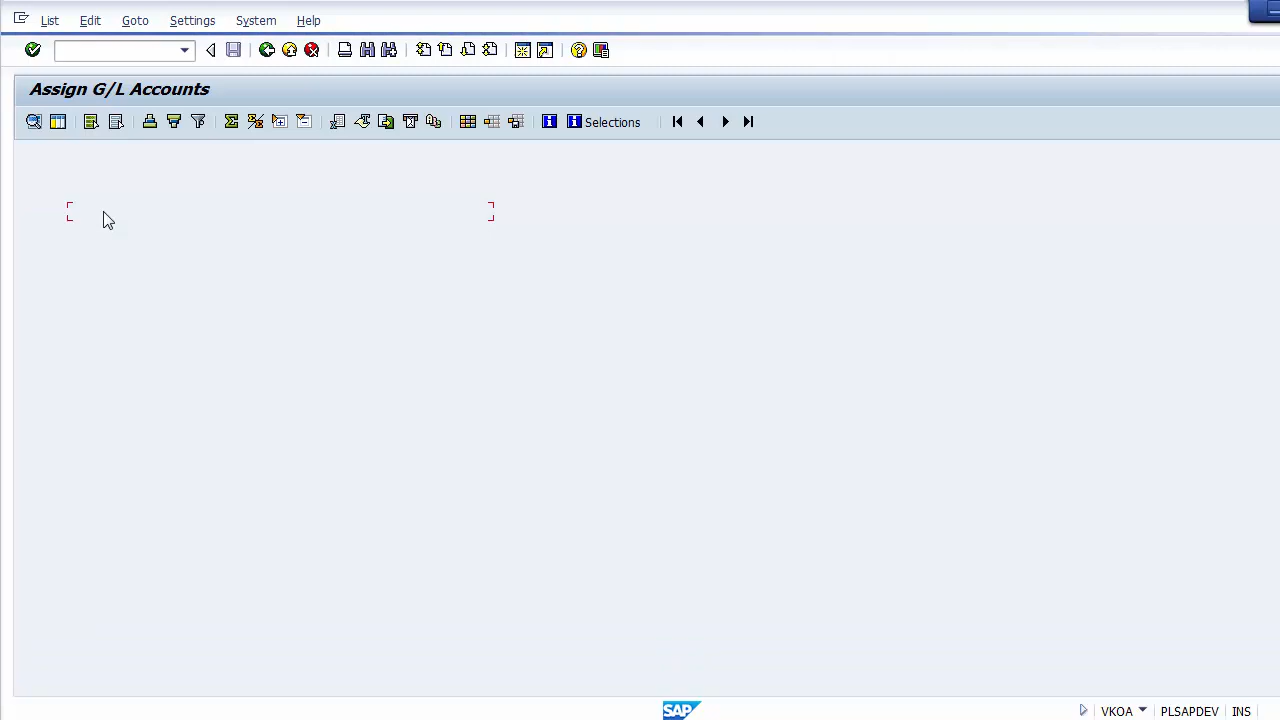 List Edit Goto Settings System Help
Assign G/L Accounts
Selections
SAP VKOA PLSAPDEV INS